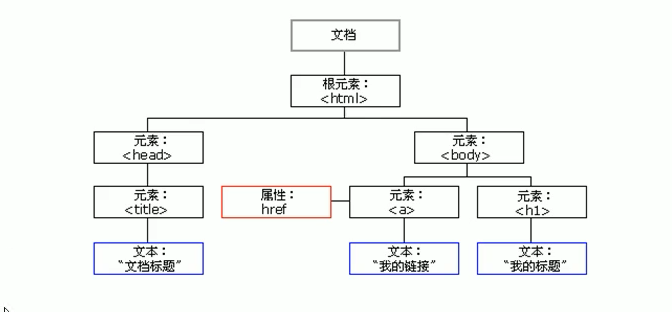 文档
根元素：
<html>
元素：
<head>
元素：
<body>
元素：
<title>
属性：
href
元素：
<a>
元素：
<h1>
文本：
“文档标题”
文本：
“我的链接”
文本：
“我的标题”